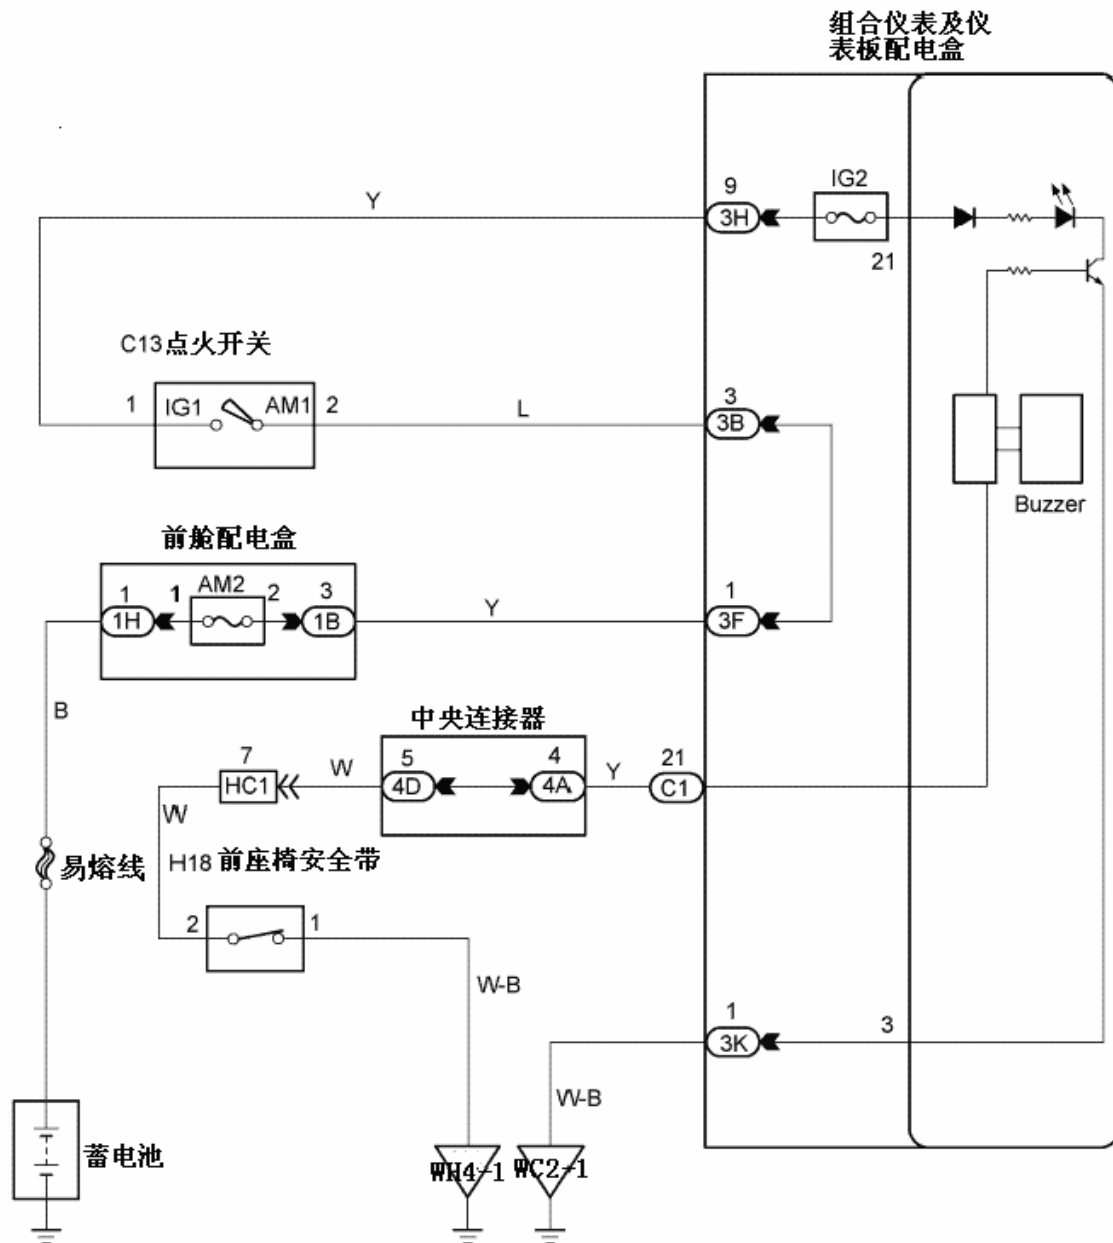 组合仪表及仪
表板配电盒
9
IG2
Y
3H
21
C13点火开关
1
IG1
AM1
2
L
3
3B
Buzzer
前舱配电盒
1
1
AM2
2
3
1
1H
1B
Y
3F
B
中央连接器
7
W
5
4
Y
21
HC1
4D
4A
C1
W
易熔线
H18 前座椅安全带
2
1
W-B
1
3
3K
W-B
蓄电池
WH4-1
WC2-1